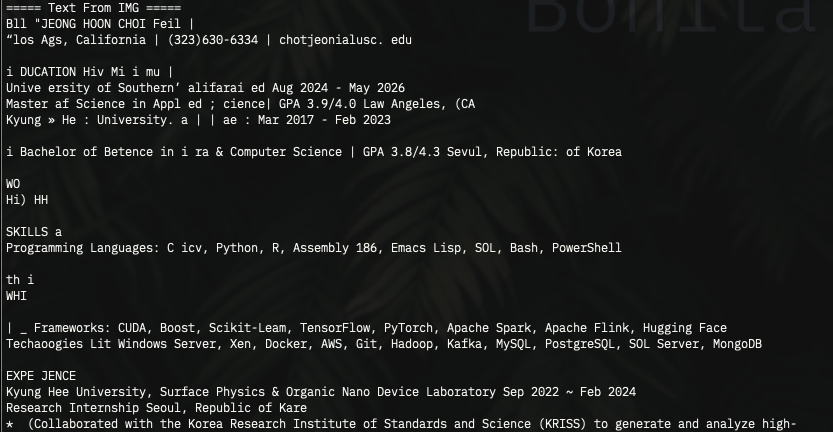 Bonita
===== Text From IMG =====
Bll "JEONG HOON CHOI Feil |
“los Ags, California | (323)630-6334 | chotjeonialusc. edu
i DUCATION Hiv Mi i mu |
Unive ersity of Southern’ alifarai ed Aug 2024 - May 2026
Master af Science in Appl ed ; cience| GPA 3.9/4.0 Law Angeles, (CA
Kyung » He : University. a | | ae : Mar 2017 - Feb 2023
i Bachelor of Betence in i ra & Computer Science | GPA 3.8/4.3 Sevul, Republic: of Korea
WO
Hi) HH
SKILLS a
Programming Languages: C icv, Python, R, Assembly 186, Emacs Lisp, SOL, Bash, PowerShell
th i
WHI
| _ Frameworks: CUDA, Boost, Scikit-Leam, TensorFlow, PyTorch, Apache Spark, Apache Flink, Hugging Face
Techaoogies Lit Windows Server, Xen, Docker, AWS, Git, Hadoop, Kafka, MySQL, PostgreSQL, SOL Server, MongoDB
EXPE JENCE
Kyung Hee University, Surface Physics & Organic Nano Device Laboratory Sep 2022 ~ Feb 2024
Research Internship Seoul, Republic of Kare
*  (Collaborated with the Korea Research Institute of Standards and Science (KRISS) to generate and analyze high-